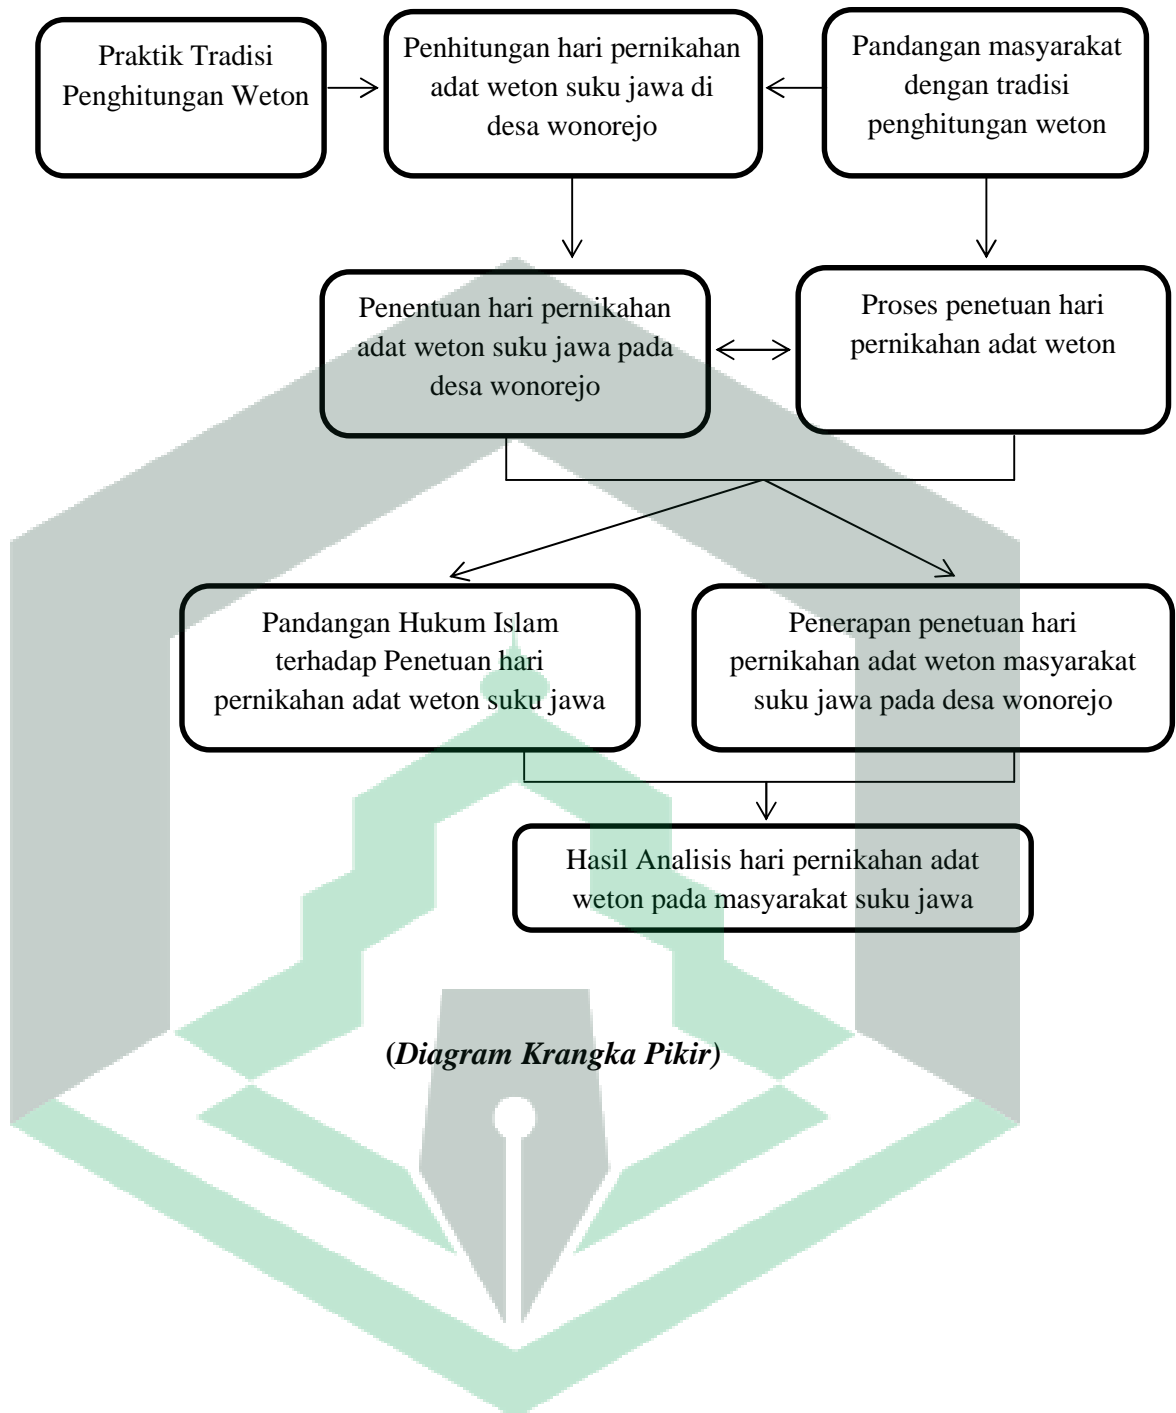 Praktik Tradisi
Penghitungan Weton
Penhitungan hari pernikahan
adat weton suku jawa di
desa wonorejo
Pandangan masyarakat
dengan tradisi
penghitungan weton
Penentuan hari pernikahan
adat weton suku jawa pada
desa wonorejo
Proses penetuan hari
pernikahan adat weton
Pandangan Hukum Islam
terhadap Penetuan hari
pernikahan adat weton suku jawa
Penerapan penetuan hari
pernikahan adat weton masyarakat
suku jawa pada desa wonorejo
Hasil Analisis hari pernikahan adat
weton pada masyarakat suku jawa
(Diagram Krangka Pikir)